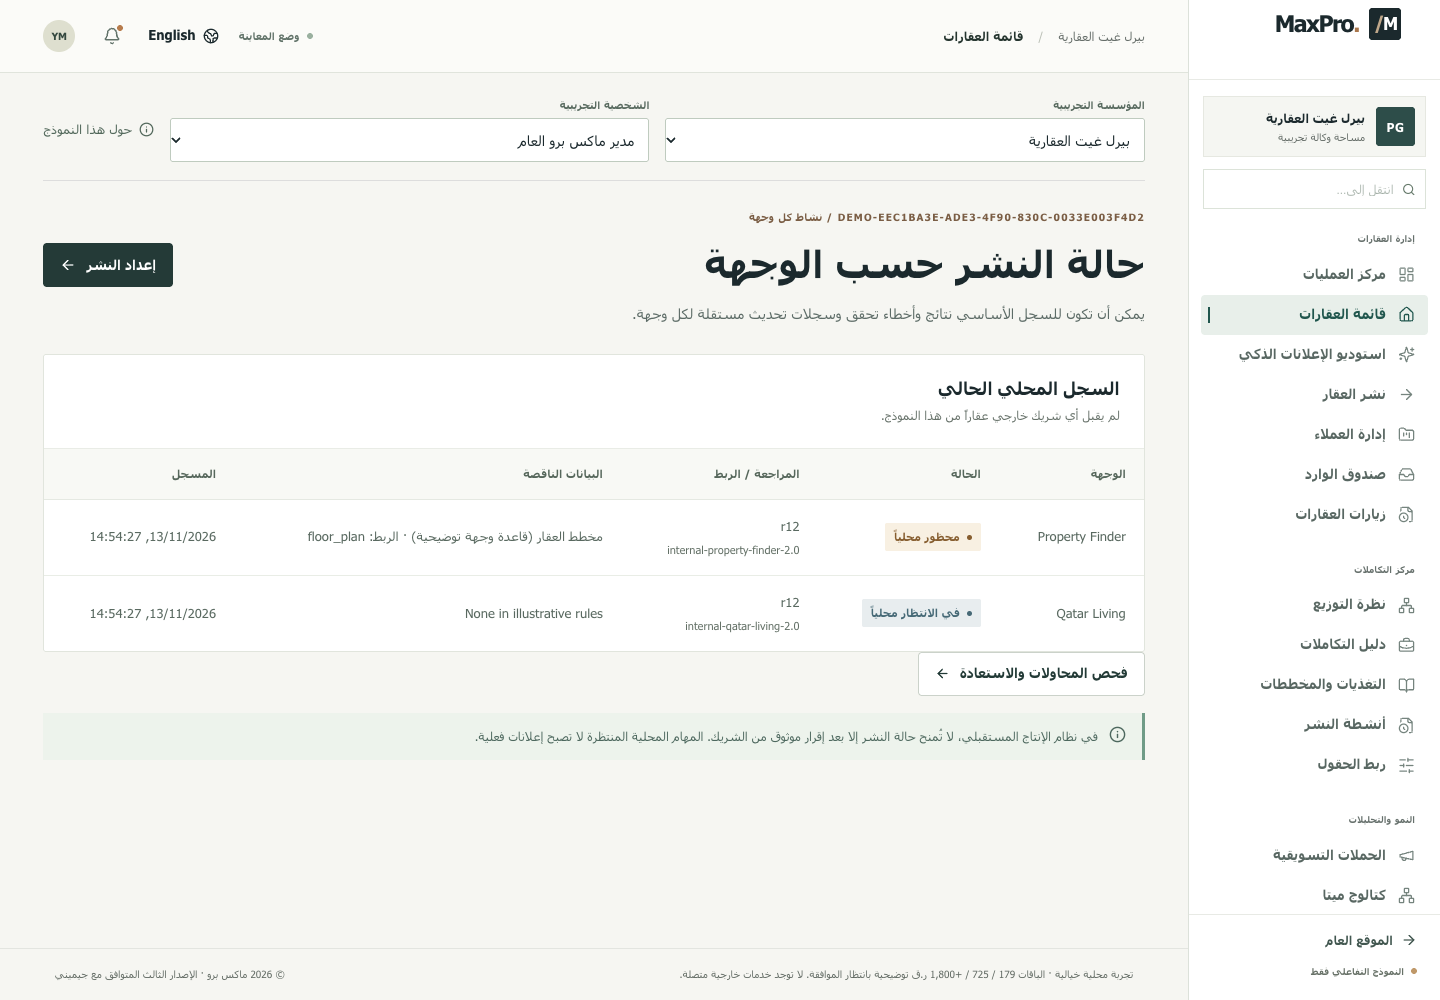 MaxPro. /M
بيرل غيت العقارية
مساحة وكالة تجريبية
PG
انتقل إلى...
إدارة العقارات
مركز العمليات
قائمة العقارات
استوديو الإعلانات الذكي
نشر العقار
إدارة العملاء
صندوق الوارد
زيارات العقارات
مركز التكاملات
نظرة التوزيع
دليل التكاملات
التغذيات والمخططات
أنشطة النشر
ربط الحقول
النمو والتحليلات
الحملات التسويقية
كتالوج ميتا
الموقع العام
النموذج التفاعلي فقط
بيرل غيت العقارية / قائمة العقارات
وضع المعاينة
English
YM
المؤسسة التجريبية
بيرل غيت العقارية
الشخصية التجريبية
مدير ماكس برو العام
حول هذا النموذج
DEMO-EEC1BA3E-ADE3-4F90-830C-0033E003F4D2 / نشاط كل وجهة
حالة النشر حسب الوجهة
إعداد النشر
يمكن أن تكون للسجل الأساسي نتائج وأخطاء تحقق وسجلات تحديث مستقلة لكل وجهة.
السجل المحلي الحالي
لم يقبل أي شريك خارجي عقاراً من هذا النموذج.
الوجهة الحالة المراجعة / الربط البيانات الناقصة المسجل
Property Finder محظور محلياً r12 internal-property-finder-2.0 مخطط العقار (قاعدة وجهة توضيحية) · الربط: floor_plan 13/11/2026, 14:54:27
Qatar Living في الانتظار محلياً r12 internal-qatar-living-2.0 None in illustrative rules 13/11/2026, 14:54:27
فحص المحاولات والاستعادة
في نظام الإنتاج المستقبلي، لا تُمنح حالة النشر إلا بعد إقرار موثوق من الشريك. المهام المحلية المنتظرة لا تصبح إعلانات فعلية.
تجربة محلية خيالية · الباقات 179 / 725 / +1,800 ر.ق توضيحية بانتظار الموافقة. لا توجد خدمات خارجية متصلة.
© 2026 ماكس برو · الإصدار الثالث المتوافق مع جيميني